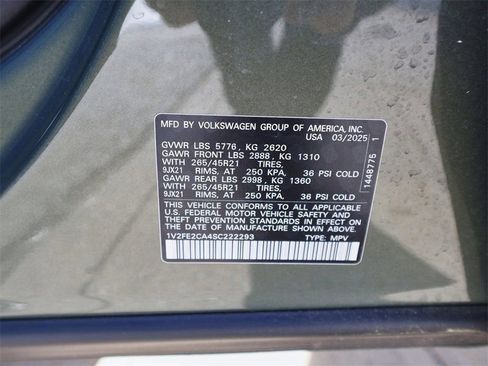 MFD BY VOLKSWAGEN GROUP OF AMERICA, INC.
USA 03/2025
GVWR LBS 5776, KG 2620
GAWR FRONT LBS 2888, KG 1310
WITH 265/45R21 TIRES,
9JX21 RIMS, AT 250 KPA, 36 PSI COLD
GAWR REAR LBS 2998, KG 1360
WITH 265/45R21 TIRES,
9JX21 RIMS, AT 250 KPA, 36 PSI COLD
THIS VEHICLE CONFORMS TO ALL APPLICABLE
U.S. FEDERAL MOTOR VEHICLE SAFETY AND
THEFT PREVENTION STANDARDS IN EFFECT ON
THE DATE OF MANUFACTURE SHOWN ABOVE.
1V2FE2CA4SC222293 TYPE: MPV
1448776 1